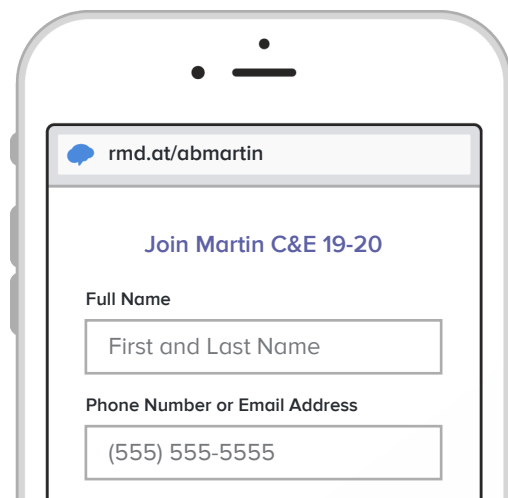 rmd.at/abmartin
Join Martin C&E 19-20
Full Name
First and Last Name
Phone Number or Email Address
(555) 555-5555